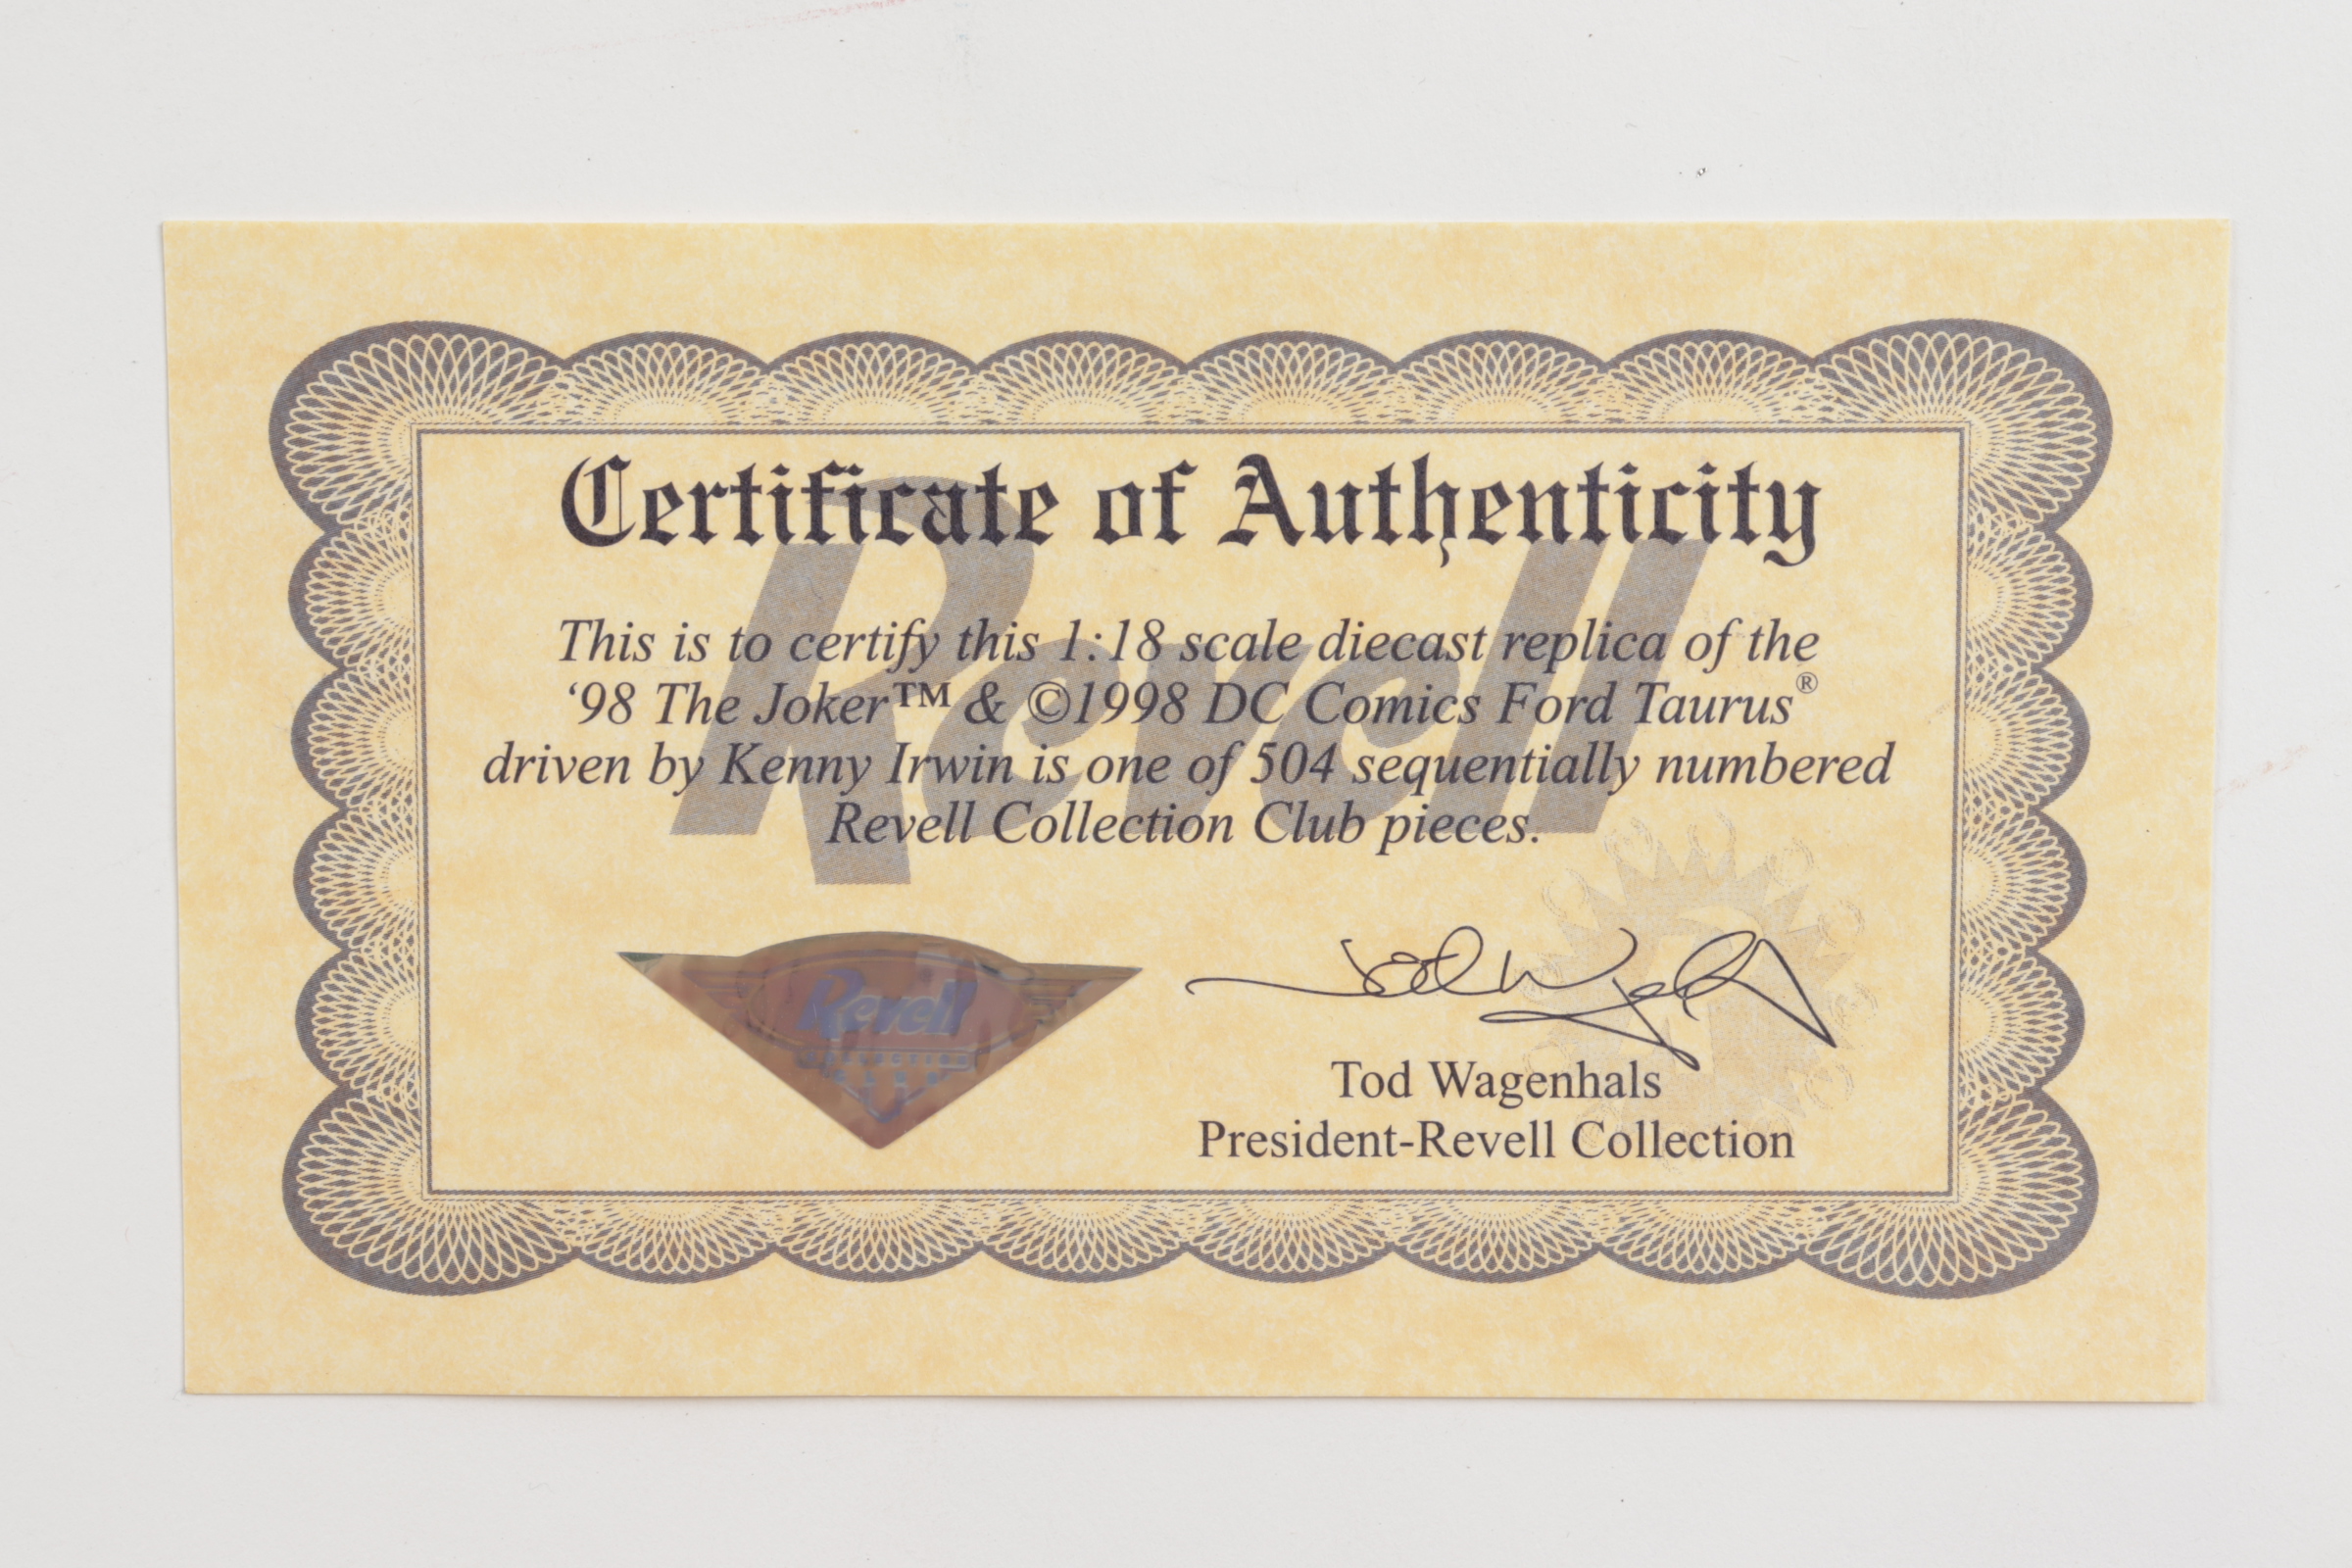 Certificate of Authenticity
Revell
This is to certify this 1:18 scale diecast replica of the
‘98 The Joker™ & ©1998 DC Comics Ford Taurus®
driven by Kenny Irwin is one of 504 sequentially numbered
Revell Collection Club pieces.
Revell
COLLECTION
CLUB
Tod Wagenhals
President-Revell Collection